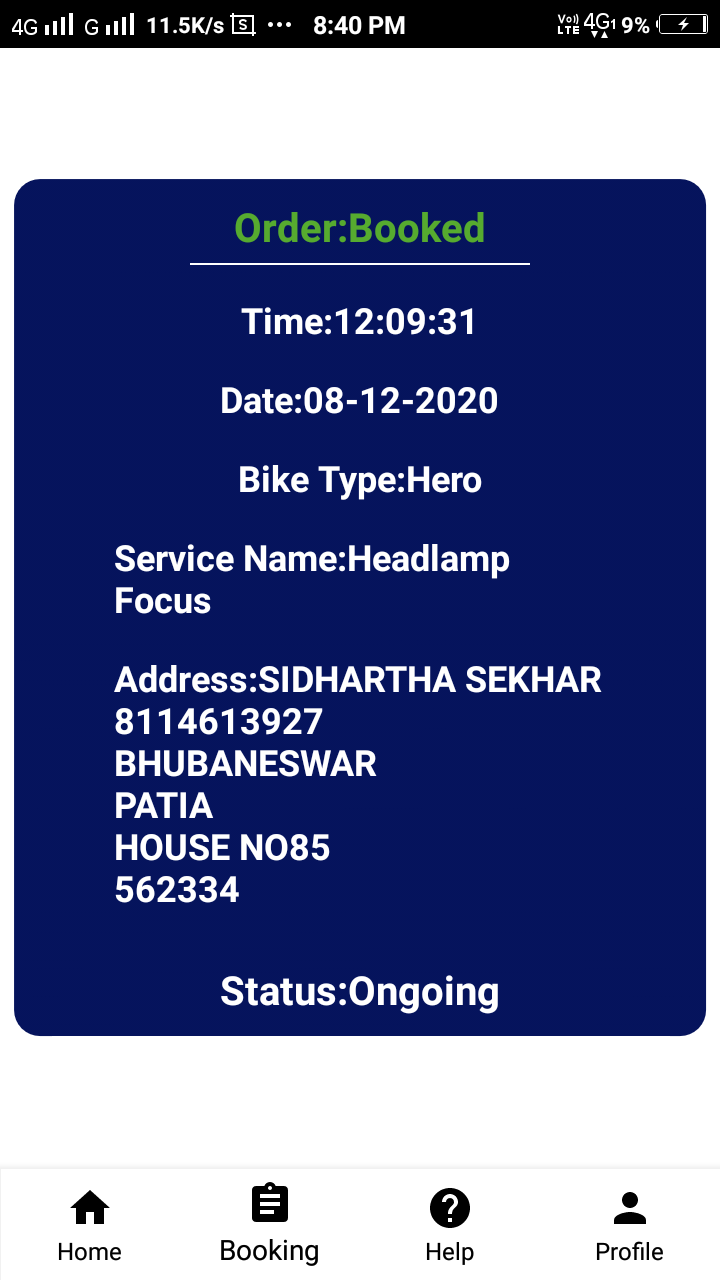 4G G 11.5K/s S ... 8:40 PM Vo)) LTE 4G1 9%
Order:Booked
Time:12:09:31
Date:08-12-2020
Bike Type:Hero
Service Name:Headlamp
Focus
Address:SIDHARTHA SEKHAR
8114613927
BHUBANESWAR
PATIA
HOUSE NO85
562334
Status:Ongoing
Home Booking Help Profile